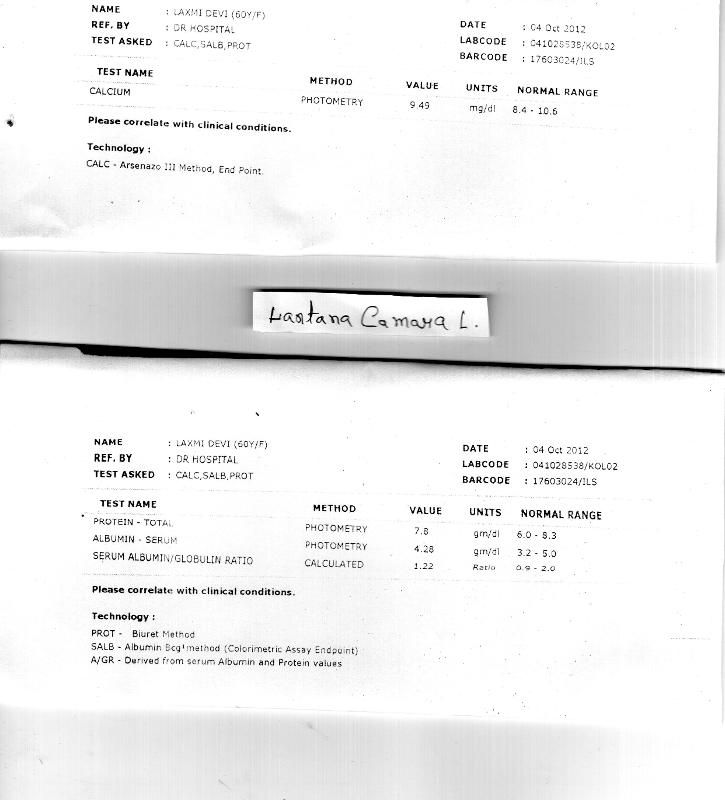 NAME : LAXMI DEVI (60Y/F)
REF. BY : DR HOSPITAL
TEST ASKED : CALC,SALB,PROT
DATE : 04 Oct 2012
LABCODE : 041028538/KOL02
BARCODE : 17603024/ILS
TEST NAME METHOD VALUE UNITS NORMAL RANGE
CALCIUM PHOTOMETRY 9.49 mg/dl 8.4 - 10.6
Please correlate with clinical conditions.
Technology :
CALC - Arsenazo III Method, End Point.
Lantana Camara L.
NAME : LAXMI DEVI (60Y/F)
REF. BY : DR HOSPITAL
TEST ASKED : CALC,SALB,PROT
DATE : 04 Oct 2012
LABCODE : 041028538/KOL02
BARCODE : 17603024/ILS
TEST NAME METHOD VALUE UNITS NORMAL RANGE
PROTEIN - TOTAL PHOTOMETRY 7.8 gm/dl 6.0 - 8.3
ALBUMIN - SERUM PHOTOMETRY 4.28 gm/dl 3.2 - 5.0
SERUM ALBUMIN/GLOBULIN RATIO CALCULATED 1.22 Ratio 0.9 - 2.0
Please correlate with clinical conditions.
Technology :
PROT - Biuret Method
SALB - Albumin Bcg¹method (Colorimetric Assay Endpoint)
A/GR - Derived from serum Albumin and Protein values